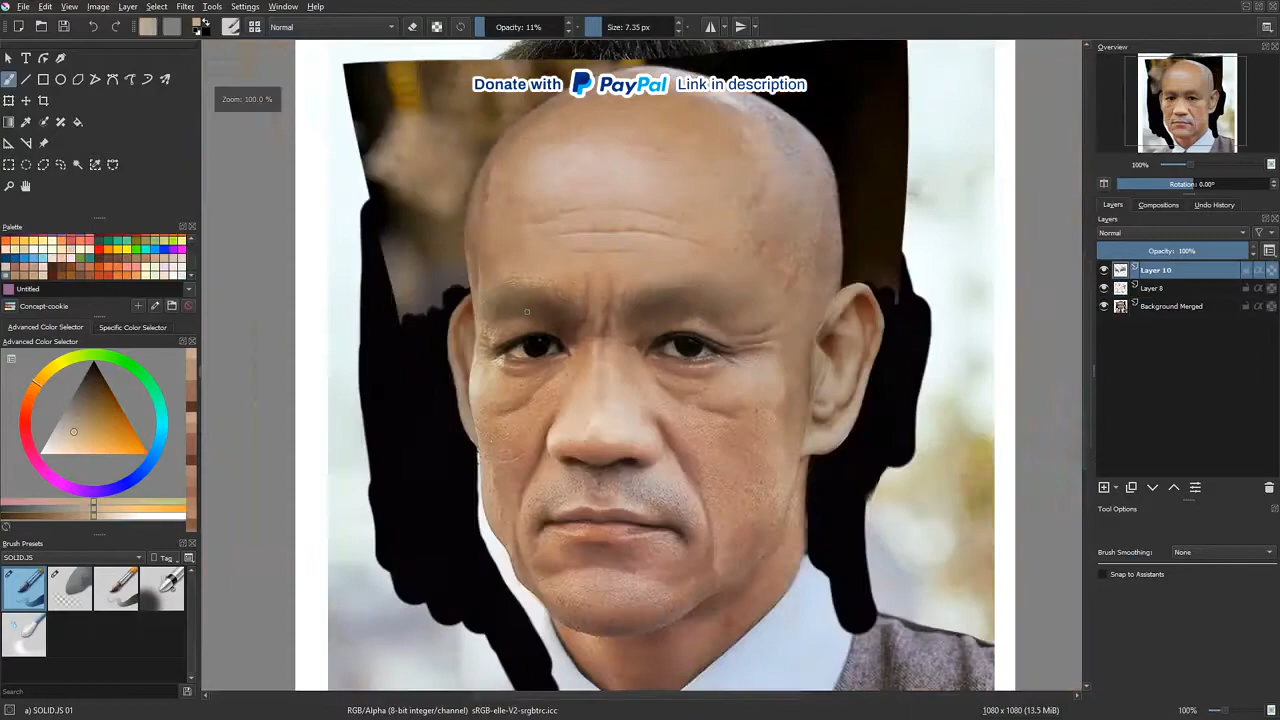 File Edit View Image Layer Select Filter Tools Settings Window Help
Normal
Opacity: 11%
Size: 7.35 px
Donate with PayPal Link in description
Zoom: 100.0 %
Overview
100%
Rotation: 0.00°
Layers Compositions Undo History
Layers
Normal
Opacity: 100%
Layer 10
Layer 8
Background Merged
Tool Options
Brush Smoothing: None
Snap to Assistants
Palette
Untitled
Concept-cookie
Advanced Color Selector Specific Color Selector
Advanced Color Selector
Brush Presets
SOLID.JS
Tag
Search
a) SOLID.JS 01
RGB/Alpha (8-bit integer/channel) sRGB-elle-V2-srgbtrc.icc
1080 x 1080 (13.5 MiB)
100%